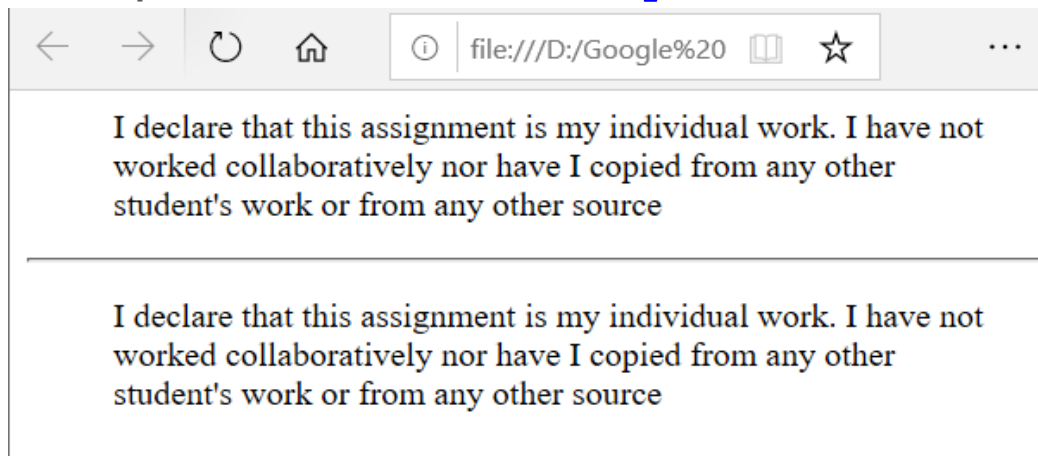 file:///D:/Google%20
I declare that this assignment is my individual work. I have not
worked collaboratively nor have I copied from any other
student's work or from any other source
I declare that this assignment is my individual work. I have not
worked collaboratively nor have I copied from any other
student's work or from any other source